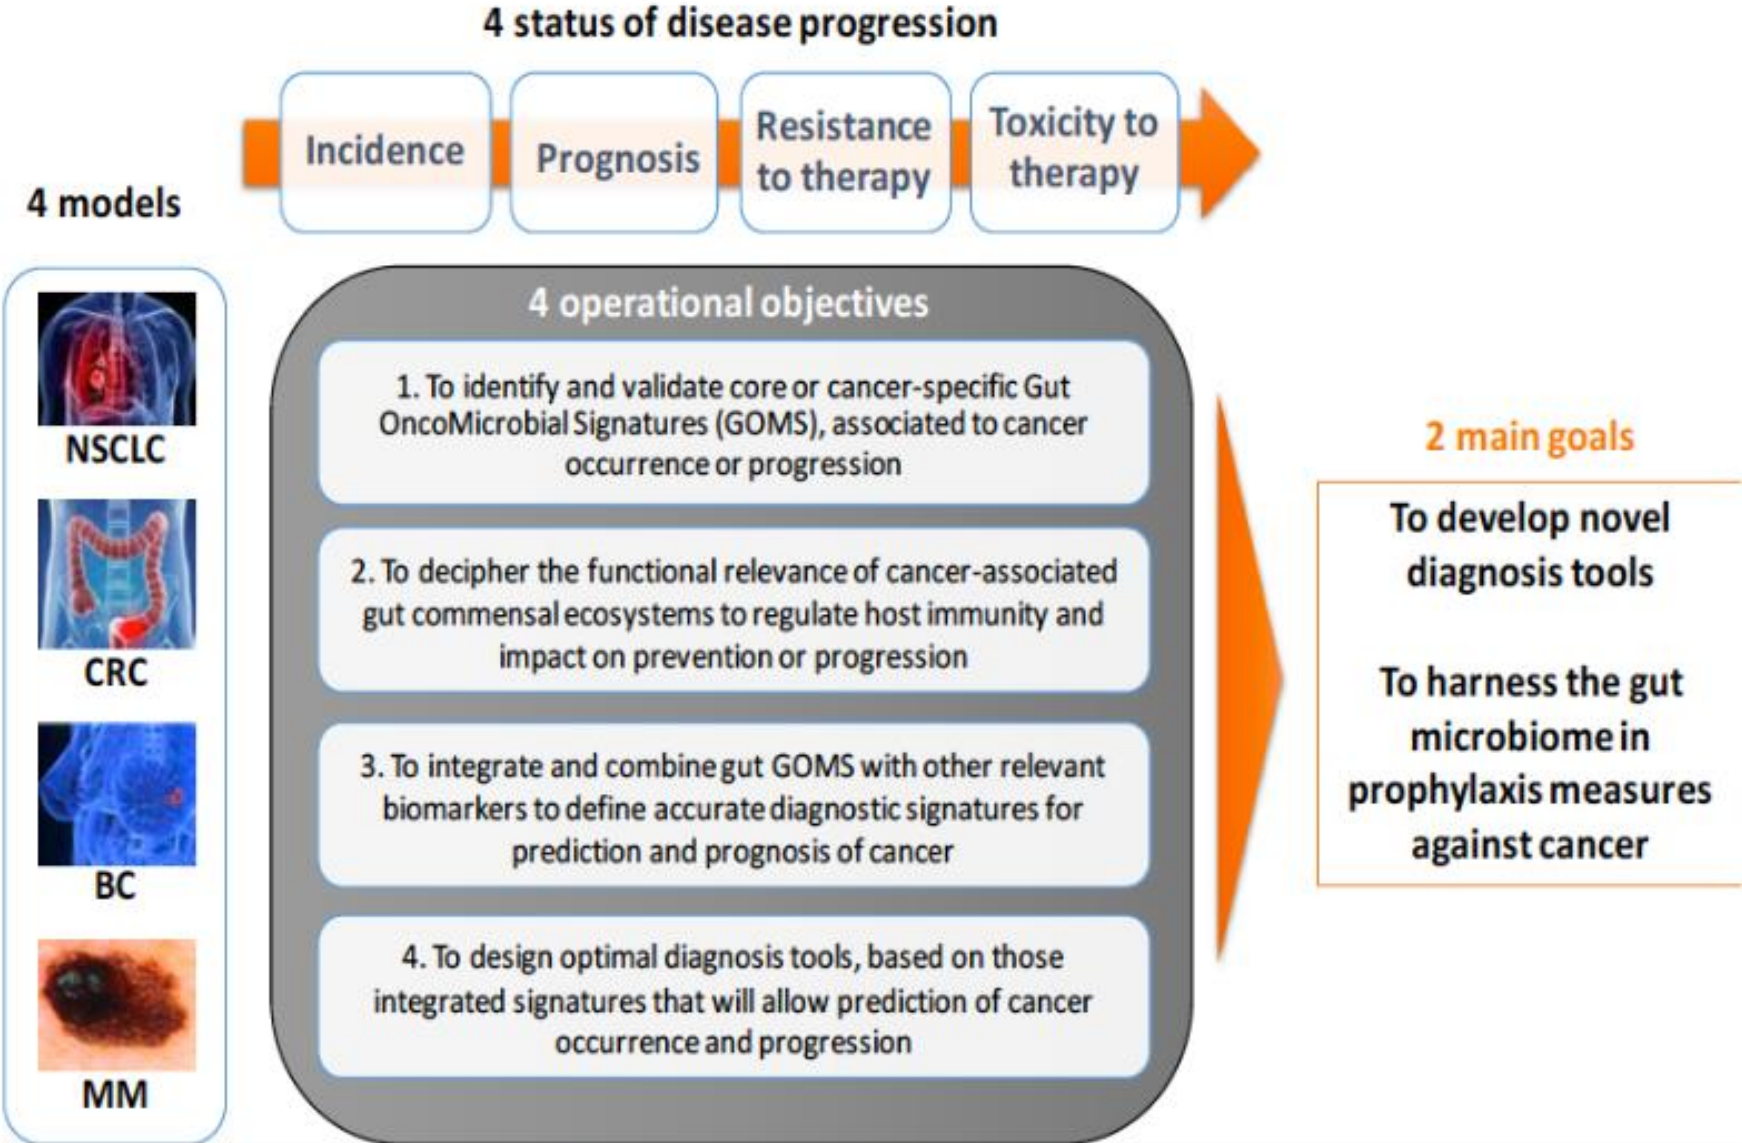 4 status of disease progression
Incidence
Prognosis
Resistance
to therapy
Toxicity to
therapy
4 models
NSCLC
CRC
BC
MM
4 operational objectives
1. To identify and validate core or cancer-specific Gut
OncoMicrobial Signatures (GOMS), associated to cancer
occurrence or progression
2. To decipher the functional relevance of cancer-associated
gut commensal ecosystems to regulate host immunity and
impact on prevention or progression
3. To integrate and combine gut GOMS with other relevant
biomarkers to define accurate diagnostic signatures for
prediction and prognosis of cancer
4. To design optimal diagnosis tools, based on those
integrated signatures that will allow prediction of cancer
occurrence and progression
2 main goals
To develop novel
diagnosis tools
To harness the gut
microbiome in
prophylaxis measures
against cancer